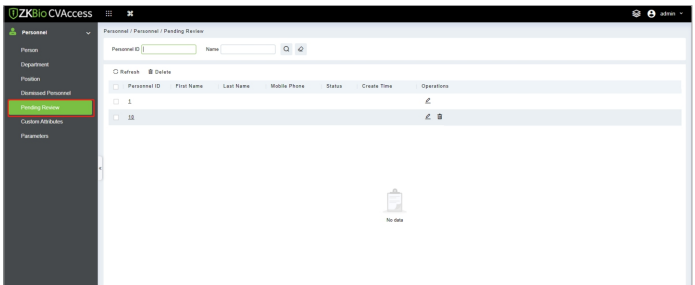 ZKBio CVAccess
admin
Personnel
Personnel / Personnel / Pending Review
Personnel ID
Name
Person
Department
Position
Dismissed Personnel
Pending Review
Custom Attributes
Parameters
Refresh
Delete
Personnal ID
First Name
Last Name
Mobile Phone
Status
Create Time
Operations
1
10
No data